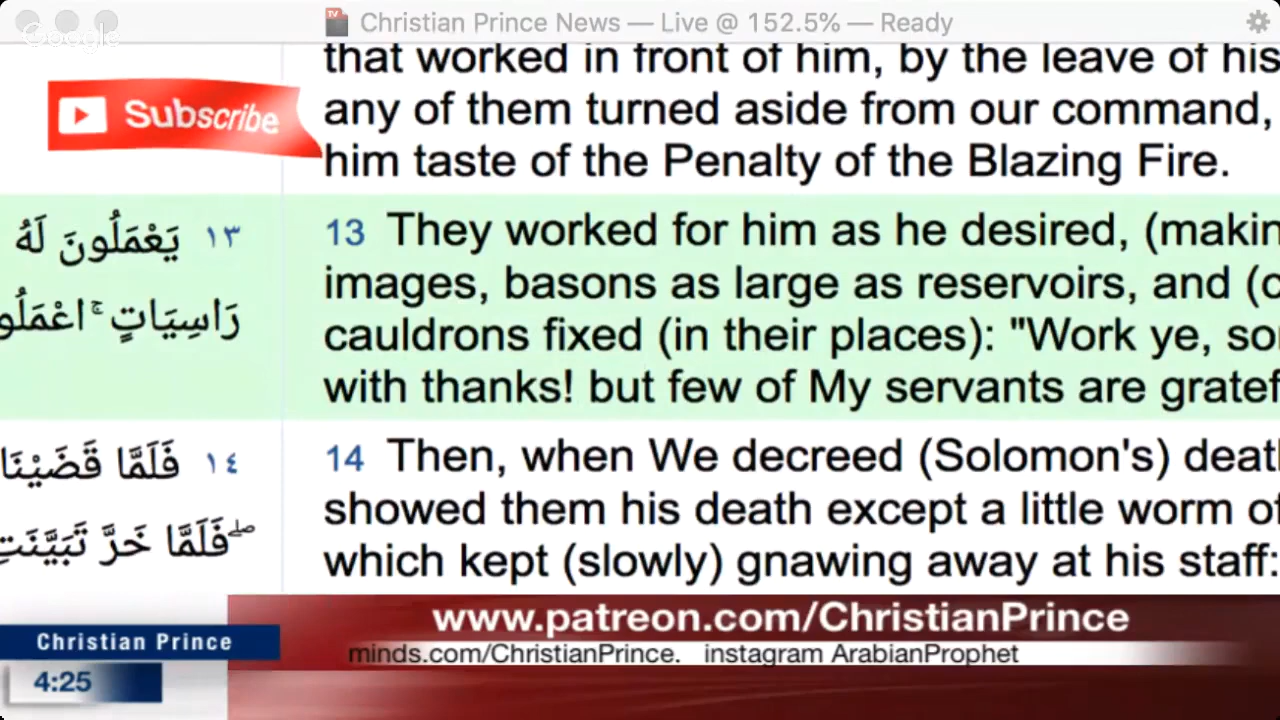 Christian Prince News — Live @ 152.5% — Ready
Google
Subscribe
that worked in front of him, by the leave of his
any of them turned aside from our command,
him taste of the Penalty of the Blazing Fire.
١٣ يَعْمَلُونَ لَهُ
رَاسِيَاتٍ ۚ اعْمَلُو
13 They worked for him as he desired, (makin
images, basons as large as reservoirs, and (c
cauldrons fixed (in their places): "Work ye, so
with thanks! but few of My servants are gratef
١٤ فَلَمَّا قَضَيْنَا
ۖ فَلَمَّا خَرَّ تَبَيَّنَتِ
14 Then, when We decreed (Solomon's) death
showed them his death except a little worm of
which kept (slowly) gnawing away at his staff:
www.patreon.com/ChristianPrince
minds.com/ChristianPrince. instagram ArabianProphet
Christian Prince
4:25